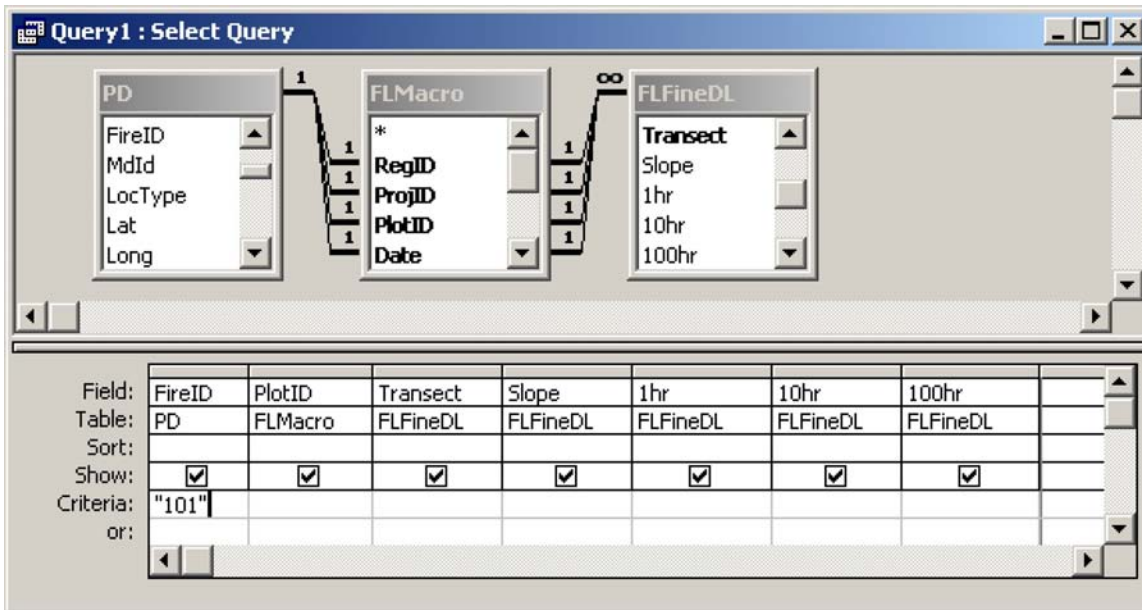 Query1 : Select Query
PD
FireID
MdId
LocType
Lat
Long
1
1
1
1
1
FLMacro
*
RegID
ProjID
PlotID
Date
∞
1
1
1
1
FLFineDL
Transect
Slope
1hr
10hr
100hr
Field: FireID PlotID Transect Slope 1hr 10hr 100hr
Table: PD FLMacro FLFineDL FLFineDL FLFineDL FLFineDL FLFineDL
Sort:
Show:
Criteria: "101"
or: